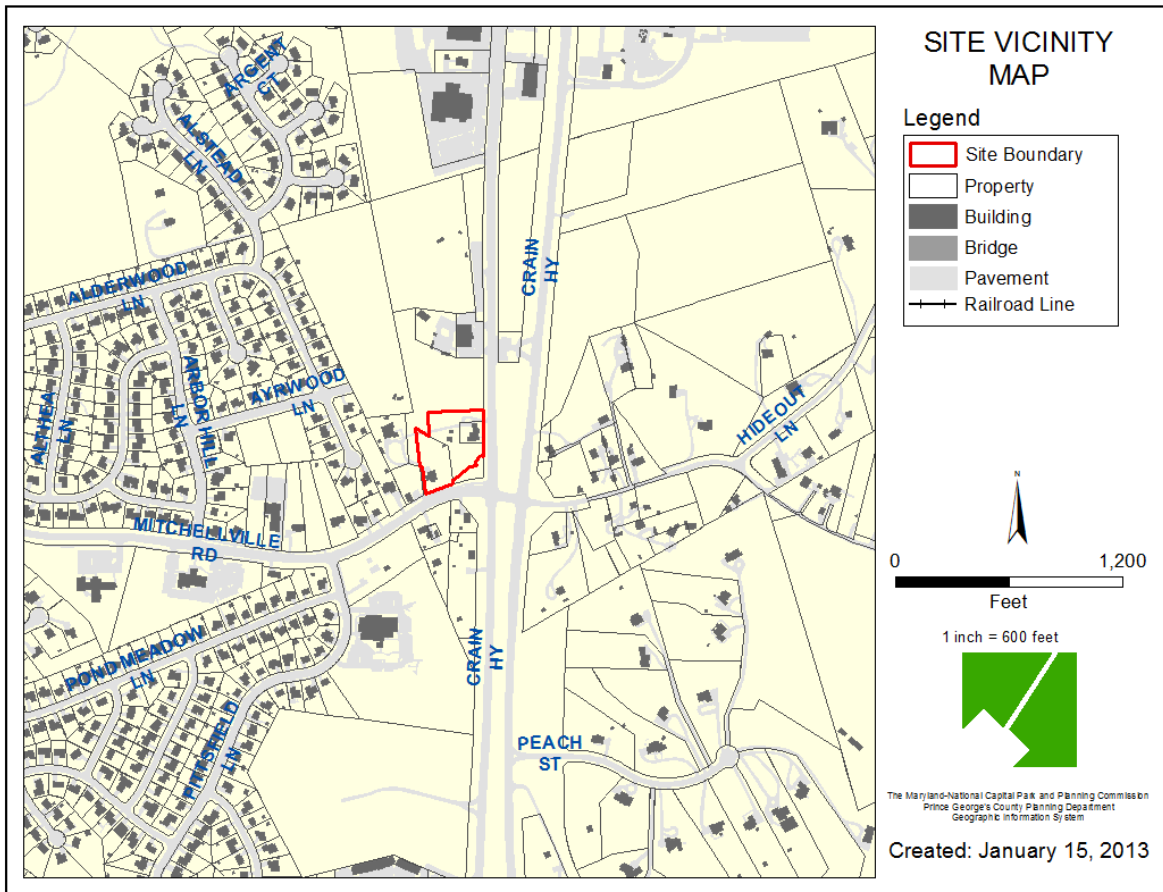 SITE VICINITY
MAP
Legend
Site Boundary
Property
Building
Bridge
Pavement
Railroad Line
N
0 1,200
Feet
1 inch = 600 feet
The Maryland-National Capital Park and Planning Commission
Prince George's County Planning Department
Geographic Information System
Created: January 15, 2013
ARGENT
CT
ALSTEAD
LN
ALDERWOOD
LN
CRAIN
HY
ALTHEA
LN
ARBOR HILL
LN
AYRWOOD
LN
HIDEOUT
LN
MITCHELLVILLE
RD
POND MEADOW
LN
PITTSFIELD
LN
CRAIN
HY
PEACH
ST